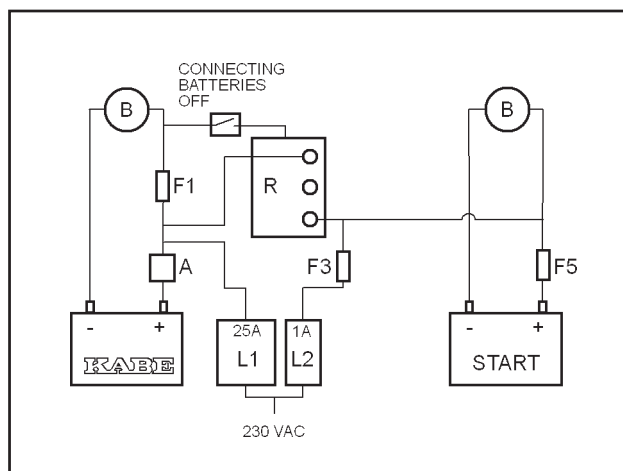 CONNECTING
BATTERIES
OFF
B
B
R
F1
F3
F5
A
- +
KABE
25A
L1
1A
L2
- +
START
230 VAC